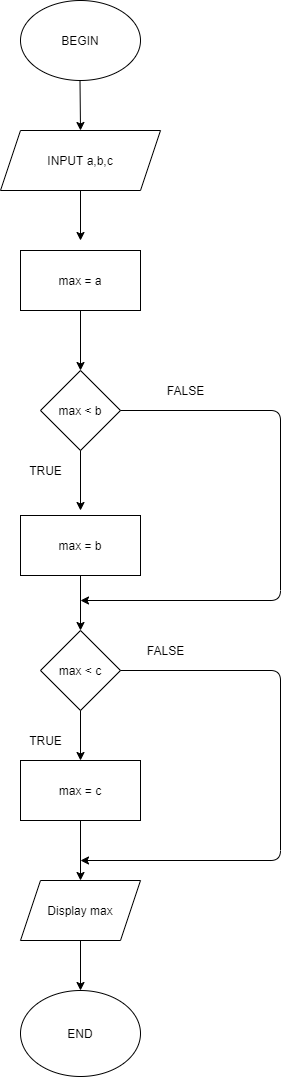 BEGIN
INPUT a,b,c
max = a
max < b
FALSE
TRUE
max = b
max < c
FALSE
TRUE
max = c
Display max
END